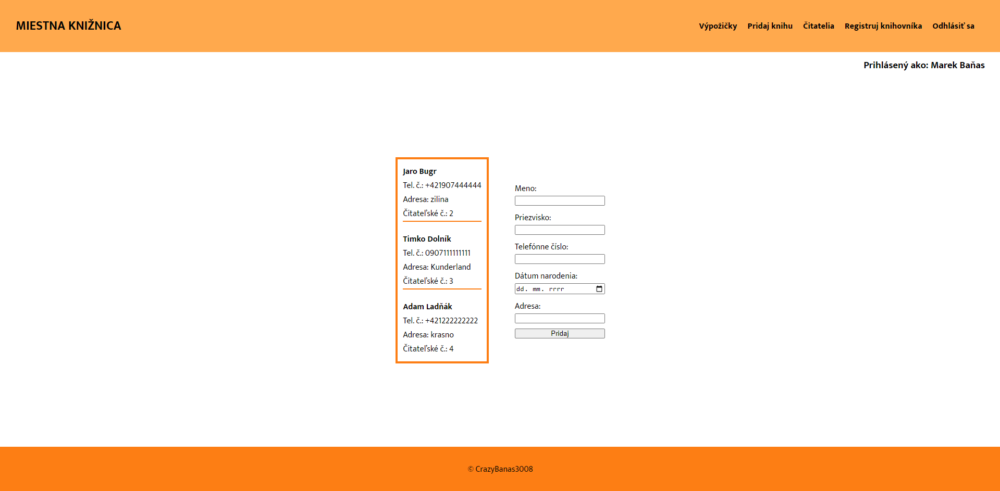 MIESTNA KNIŽNICA
Výpožičky Pridaj knihu Čitatelia Registruj knihovníka Odhlásiť sa
Prihlásený ako: Marek Baňas
Jaro Bugr
Tel. č.: +421907444444
Adresa: zilina
Čitateľské č.: 2
Timko Dolník
Tel. č.: 0907111111111
Adresa: Kunderland
Čitateľské č.: 3
Adam Ladňák
Tel. č.: +421222222222
Adresa: krasno
Čitateľské č.: 4
Meno:
Priezvisko:
Telefónne číslo:
Dátum narodenia:
dd. mm. rrrr
Adresa:
Pridaj
© CrazyBanas3008